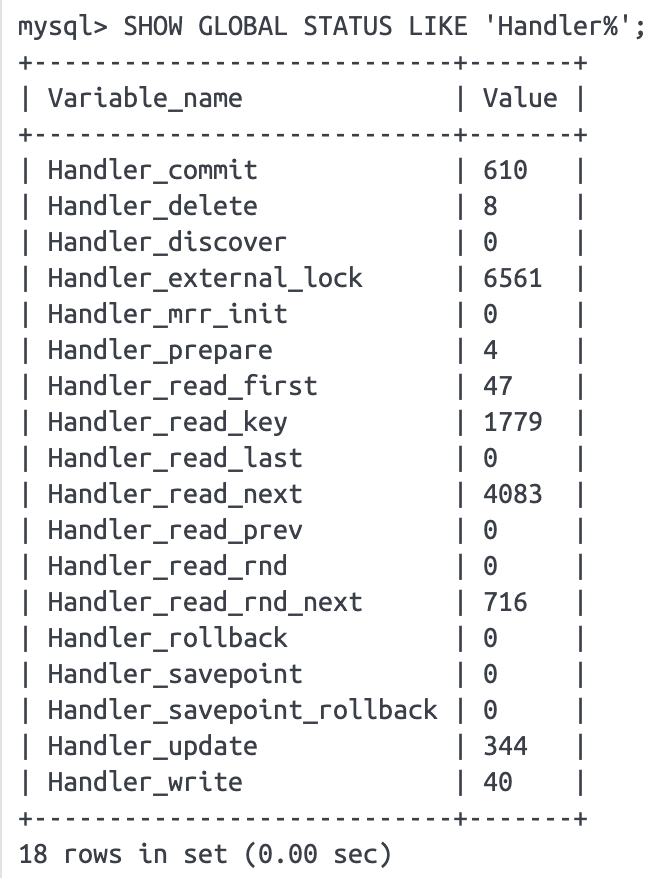 mysql> SHOW GLOBAL STATUS LIKE 'Handler%';
+----------------------------+-------+
| Variable_name              | Value |
+----------------------------+-------+
| Handler_commit             | 610   |
| Handler_delete             | 8     |
| Handler_discover           | 0     |
| Handler_external_lock      | 6561  |
| Handler_mrr_init           | 0     |
| Handler_prepare            | 4     |
| Handler_read_first         | 47    |
| Handler_read_key           | 1779  |
| Handler_read_last          | 0     |
| Handler_read_next          | 4083  |
| Handler_read_prev          | 0     |
| Handler_read_rnd           | 0     |
| Handler_read_rnd_next      | 716   |
| Handler_rollback           | 0     |
| Handler_savepoint          | 0     |
| Handler_savepoint_rollback | 0     |
| Handler_update             | 344   |
| Handler_write              | 40    |
+----------------------------+-------+
18 rows in set (0.00 sec)